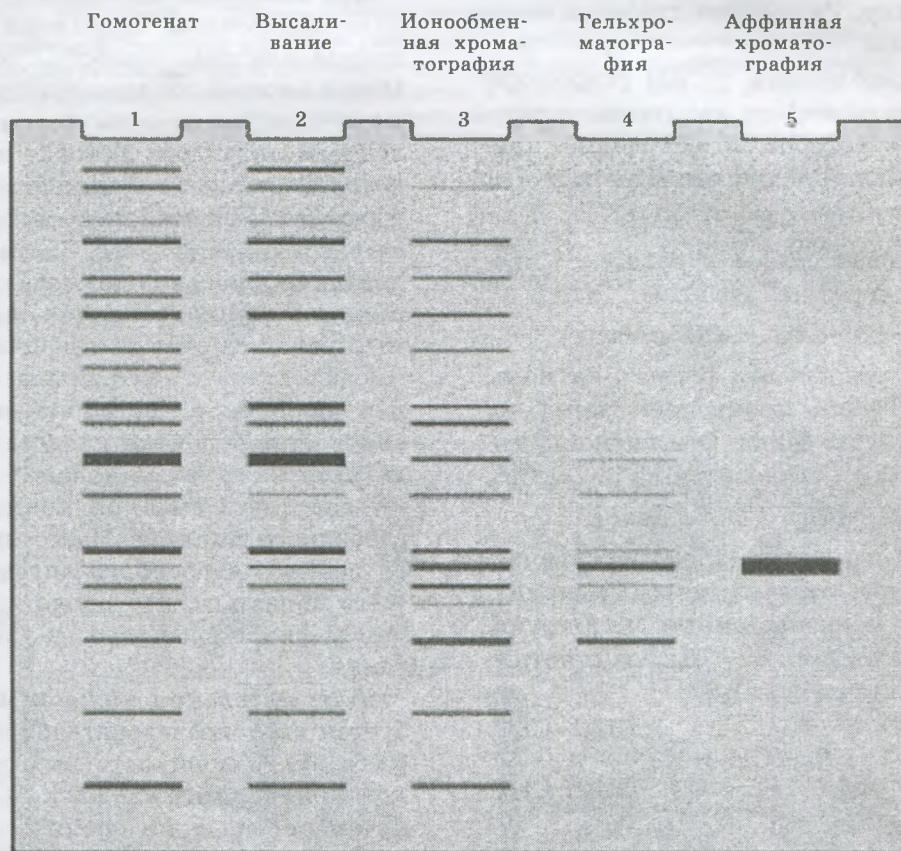 Гомогенат
Высали-
вание
Ионообмен-
ная хрома-
тография
Гельхро-
матогра-
фия
Аффинная
хромато-
графия
1 2 3 4 5